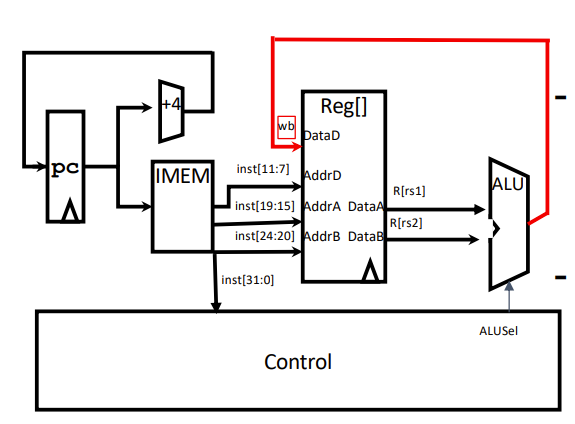 +4
Reg[]
wb
DataD
pc
IMEM
inst[11:7]
AddrD
ALU
R[rs1]
inst[19:15]
AddrA
DataA
R[rs2]
inst[24:20]
AddrB
DataB
inst[31:0]
ALUSel
Control